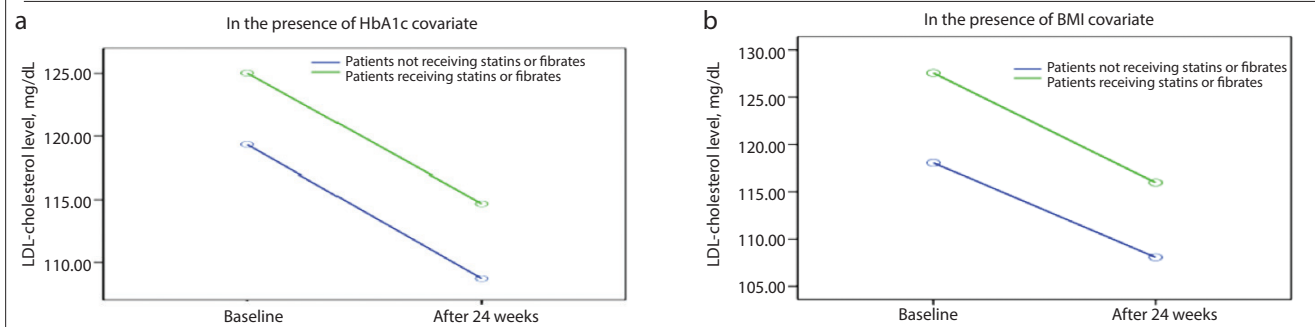 a
In the presence of HbA1c covariate
Patients not receiving statins or fibrates
Patients receiving statins or fibrates
LDL-cholesterol level, mg/dL
125.00
120.00
115.00
110.00
Baseline
After 24 weeks
b
In the presence of BMI covariate
Patients not receiving statins or fibrates
Patients receiving statins or fibrates
LDL-cholesterol level, mg/dL
130.00
125.00
120.00
115.00
110.00
105.00
Baseline
After 24 weeks